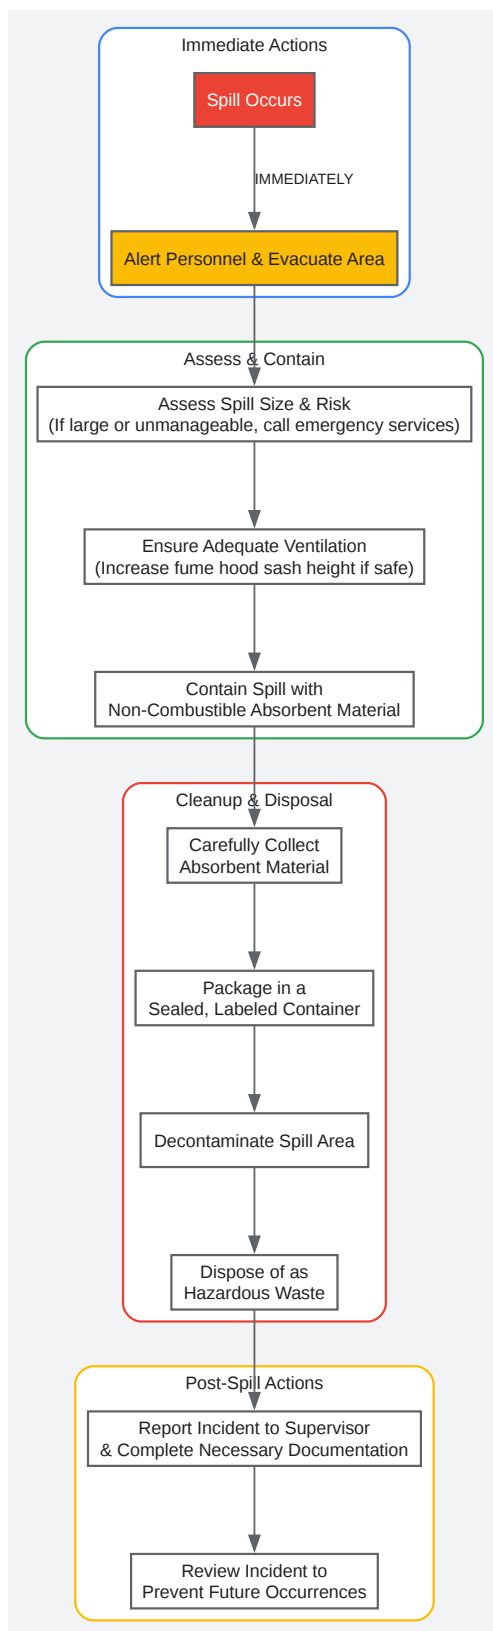 Immediate Actions
Spill Occurs
IMMEDIATELY
Alert Personnel & Evacuate Area
Assess & Contain
Assess Spill Size & Risk
(If large or unmanageable, call emergency services)
Ensure Adequate Ventilation
(Increase fume hood sash height if safe)
Contain Spill with
Non-Combustible Absorbent Material
Cleanup & Disposal
Carefully Collect
Absorbent Material
Package in a
Sealed, Labeled Container
Decontaminate Spill Area
Dispose of as
Hazardous Waste
Post-Spill Actions
Report Incident to Supervisor
& Complete Necessary Documentation
Review Incident to
Prevent Future Occurrences